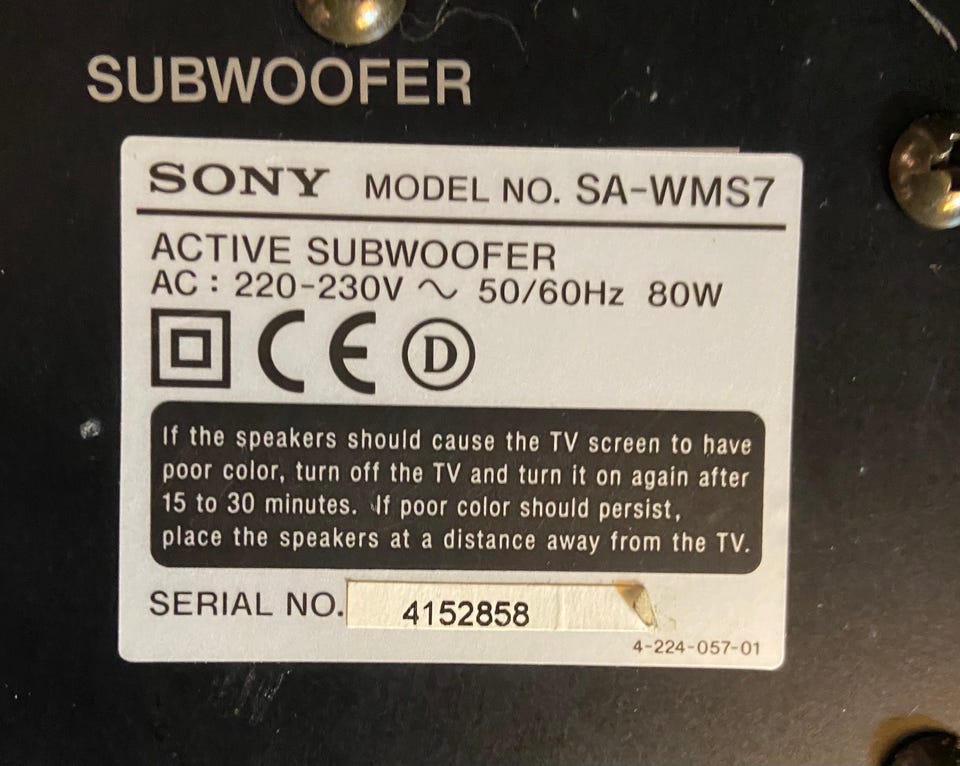 SUBWOOFER
SONY MODEL NO. SA-WMS7
ACTIVE SUBWOOFER
AC : 220-230V ~ 50/60Hz 80W
CE D
If the speakers should cause the TV screen to have
poor color, turn off the TV and turn it on again after
15 to 30 minutes. If poor color should persist,
place the speakers at a distance away from the TV.
SERIAL NO. 4152858
4-224-057-01